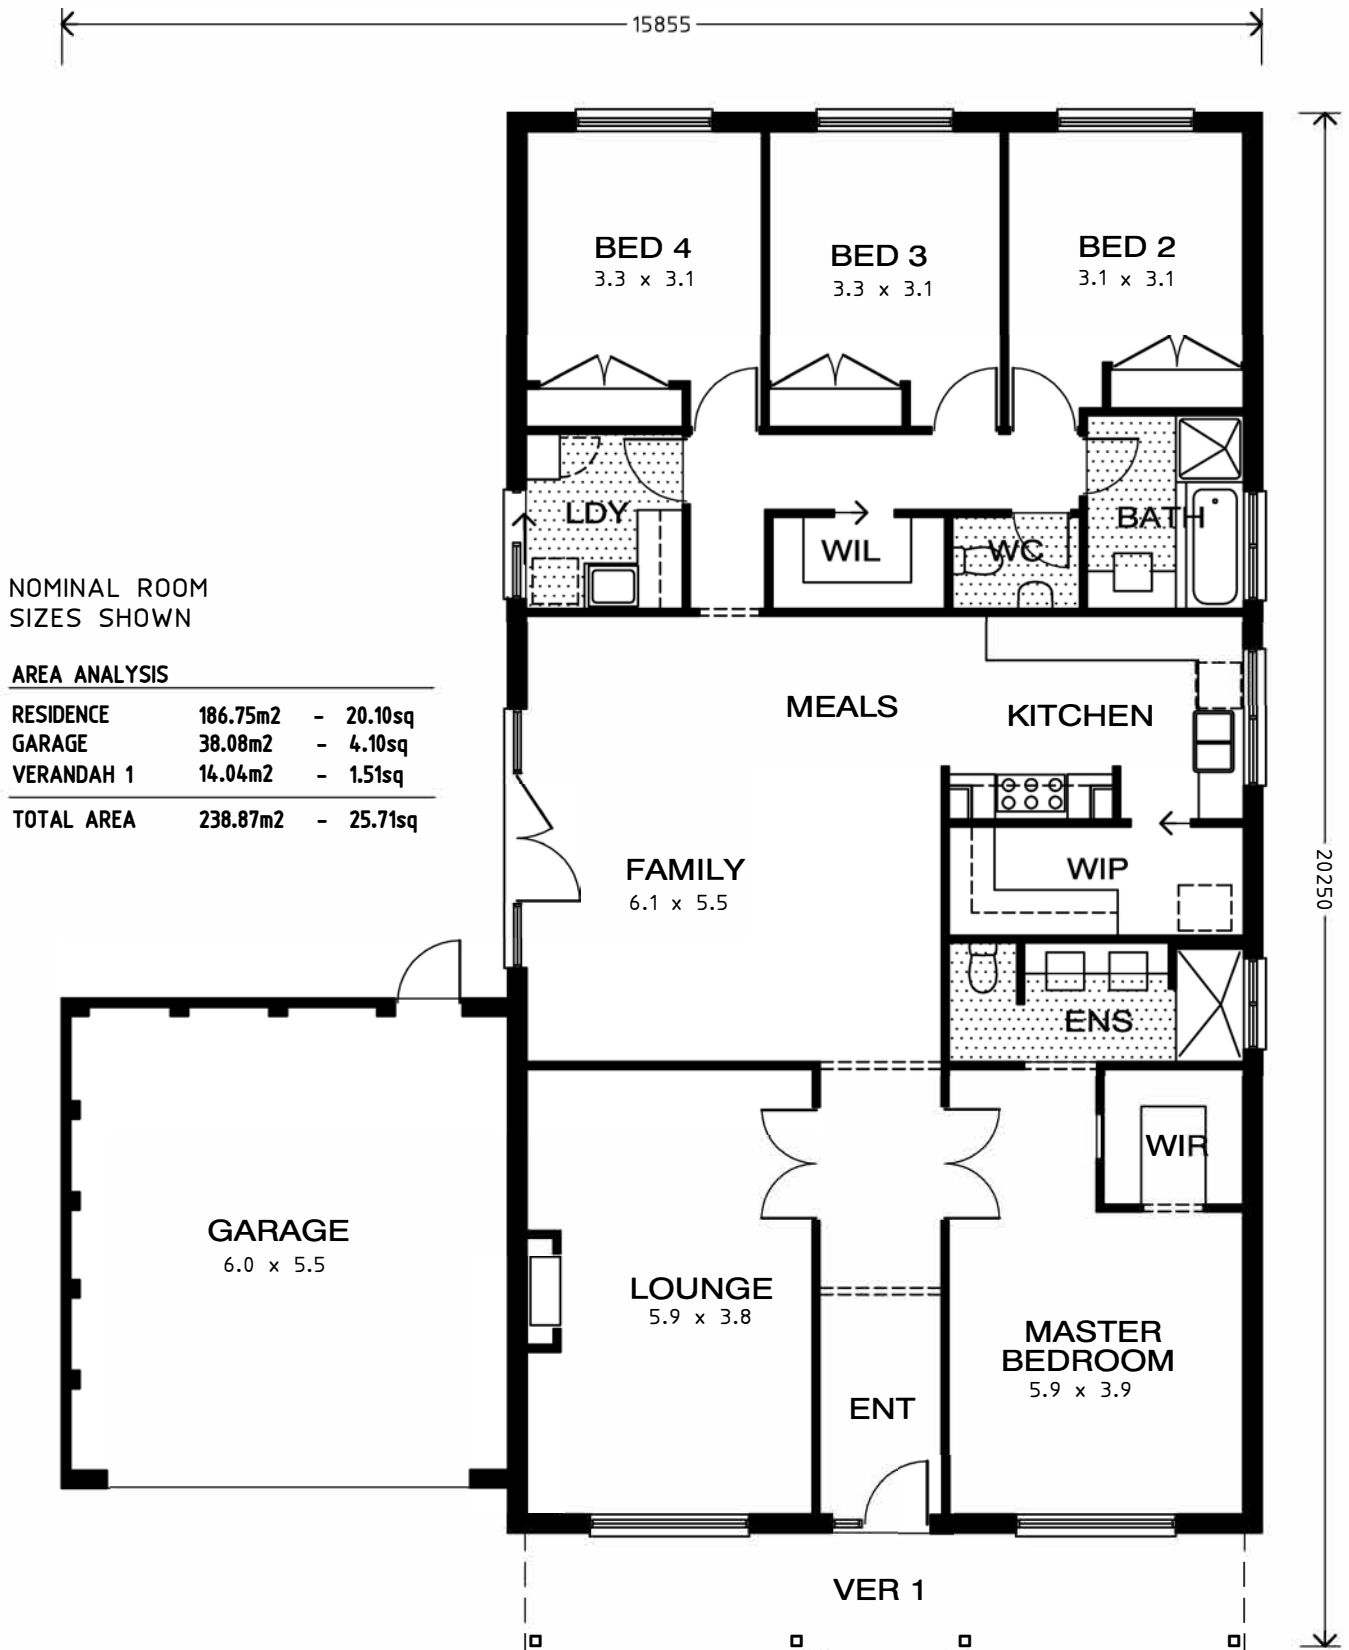 15855
BED 4
3.3 x 3.1
BED 3
3.3 x 3.1
BED 2
3.1 x 3.1
LDY
WIL
WC
BATH
NOMINAL ROOM
SIZES SHOWN
AREA ANALYSIS
RESIDENCE 186.75m2 - 20.10sq
GARAGE 38.08m2 - 4.10sq
VERANDAH 1 14.04m2 - 1.51sq
TOTAL AREA 238.87m2 - 25.71sq
MEALS
KITCHEN
FAMILY
6.1 x 5.5
WIP
20250
ENS
WIR
GARAGE
6.0 x 5.5
LOUNGE
5.9 x 3.8
MASTER
BEDROOM
5.9 x 3.9
ENT
VER 1